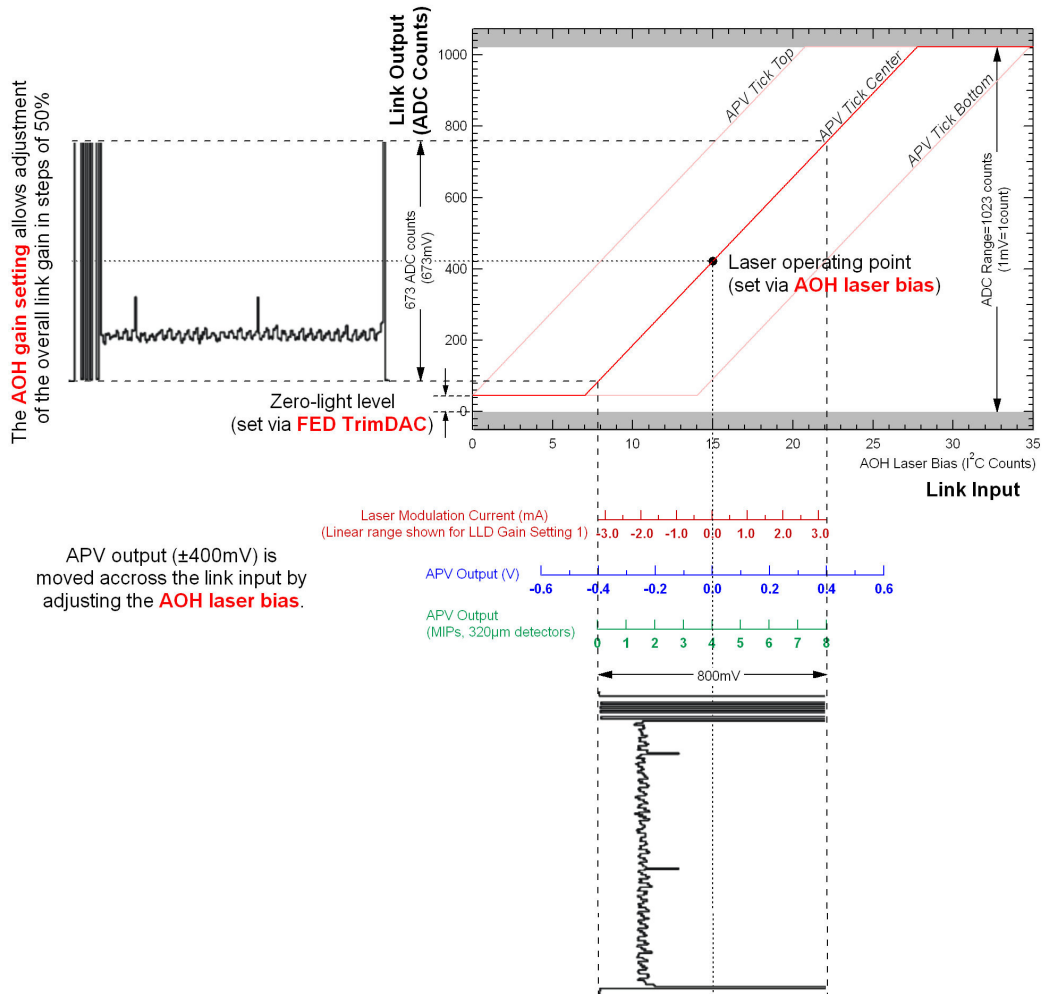 The AOH gain setting allows adjustment
of the overall link gain in steps of 50%
Link Output
(ADC Counts)
1000
800
600
400
200
0
673 ADC counts
(673mV)
Zero-light level
(set via FED TrimDAC)
APV Tick Top
APV Tick Center
APV Tick Bottom
ADC Range=1023 counts
(1mV=1count)
Laser operating point
(set via AOH laser bias)
0 5 10 15 20 25 30 35
AOH Laser Bias (I²C Counts)
Link Input
Laser Modulation Current (mA)
(Linear range shown for LLD Gain Setting 1)
-3.0 -2.0 -1.0 0.0 1.0 2.0 3.0
APV output (±400mV) is
moved accross the link input by
adjusting the AOH laser bias.
APV Output (V)
-0.6 -0.4 -0.2 0.0 0.2 0.4 0.6
APV Output
(MIPs, 320µm detectors)
0 1 2 3 4 5 6 7 8
800mV